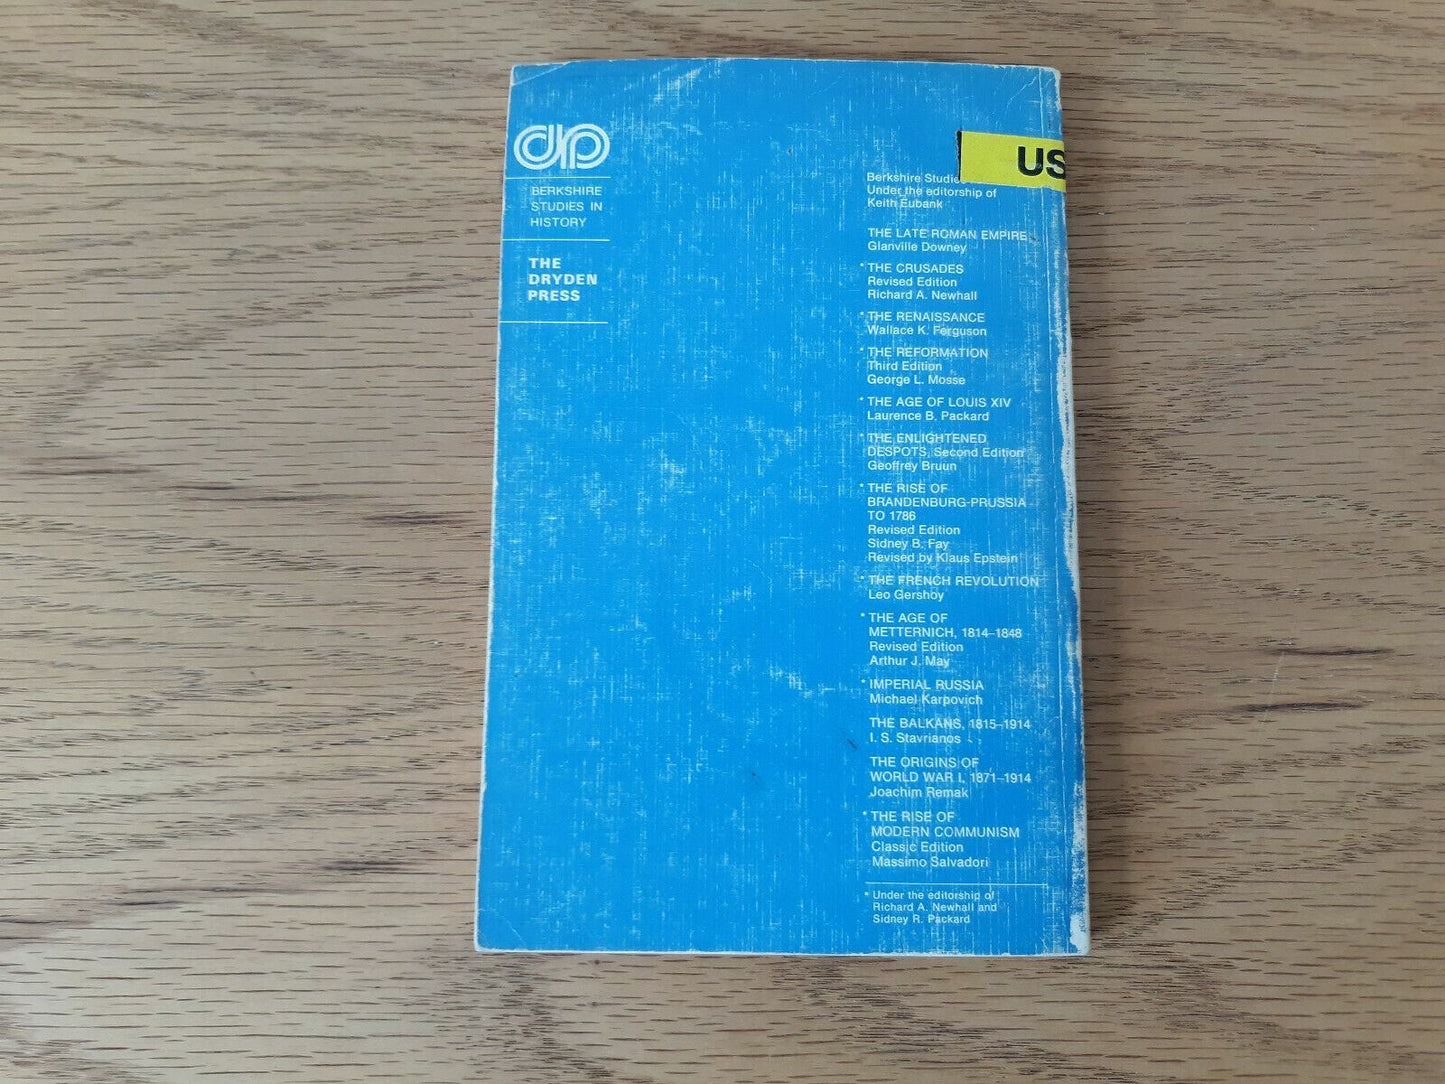 dp
BERKSHIRE
STUDIES IN
HISTORY
THE
DRYDEN
PRESS
US
Berkshire Studies
Under the editorship of
Keith Eubank
THE LATE ROMAN EMPIRE
Glanville Downey
* THE CRUSADES
Revised Edition
Richard A. Newhall
* THE RENAISSANCE
Wallace K. Ferguson
* THE REFORMATION
Third Edition
George L. Mosse
* THE AGE OF LOUIS XIV
Laurence B. Packard
* THE ENLIGHTENED
DESPOTS, Second Edition
Geoffrey Bruun
* THE RISE OF
BRANDENBURG-PRUSSIA
TO 1786
Revised Edition
Sidney B. Fay
Revised by Klaus Epstein
* THE FRENCH REVOLUTION
Leo Gershoy
* THE AGE OF
METTERNICH, 1814–1848
Revised Edition
Arthur J. May
* IMPERIAL RUSSIA
Michael Karpovich
THE BALKANS, 1815–1914
I. S. Stavrianos
THE ORIGINS OF
WORLD WAR I, 1871–1914
Joachim Remak
* THE RISE OF
MODERN COMMUNISM
Classic Edition
Massimo Salvadori
* Under the editorship of
Richard A. Newhall and
Sidney R. Packard